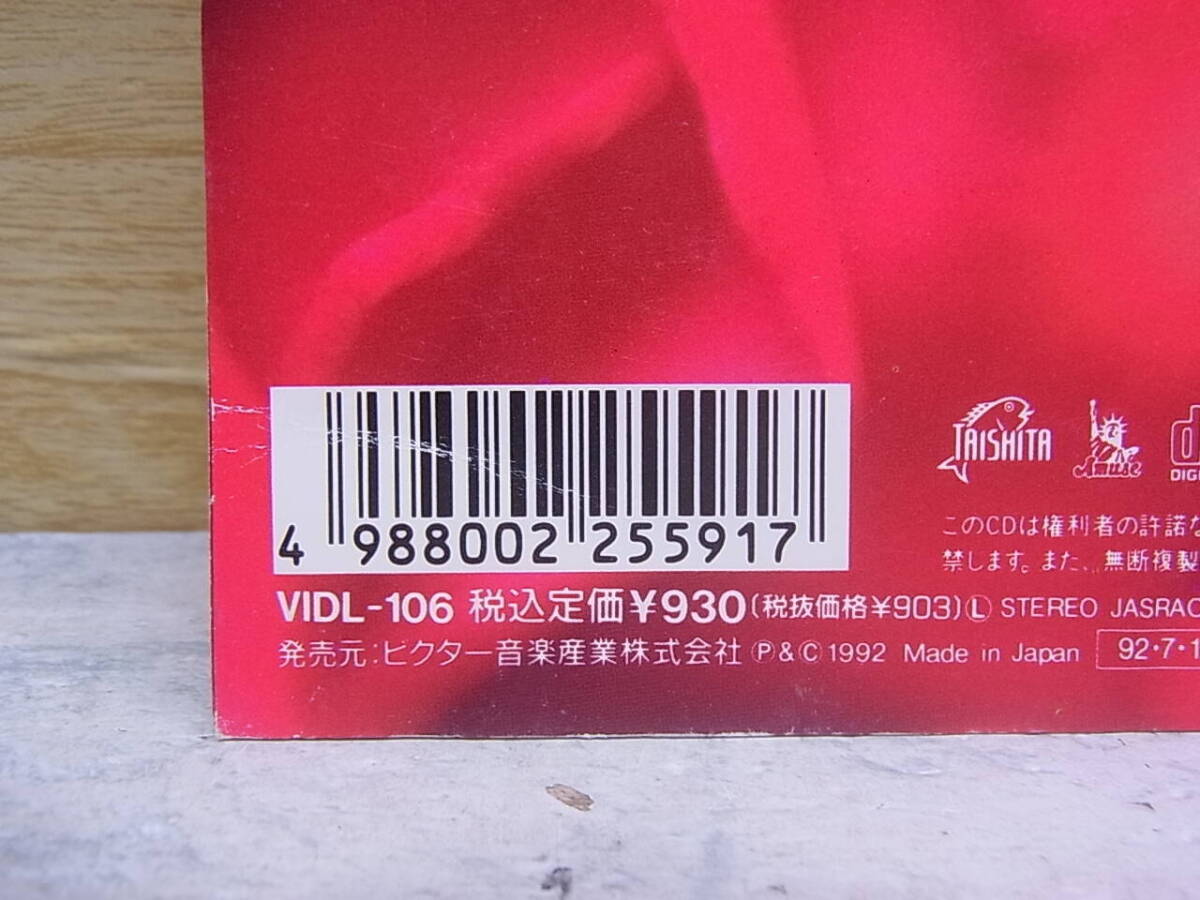 TAISHITA
Amuse
DIGI
このCDは権利者の許諾な
禁します。また、無断複製
4 988002 255917
VIDL-106 税込定価¥930(税抜価格¥903)Ⓛ STEREO JASRAC
発売元:ビクター音楽産業株式会社 Ⓟ&Ⓒ1992 Made in Japan 92・7・1